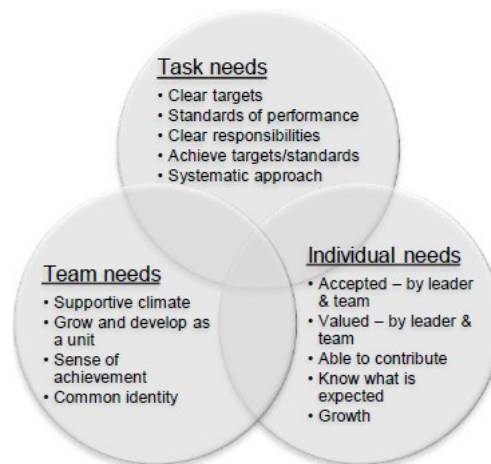 Task needs
• Clear targets
• Standards of performance
• Clear responsibilities
• Achieve targets/standards
• Systematic approach
Team needs
• Supportive climate
• Grow and develop as
a unit
• Sense of
achievement
• Common identity
Individual needs
• Accepted – by leader
& team
• Valued – by leader &
team
• Able to contribute
• Know what is
expected
• Growth